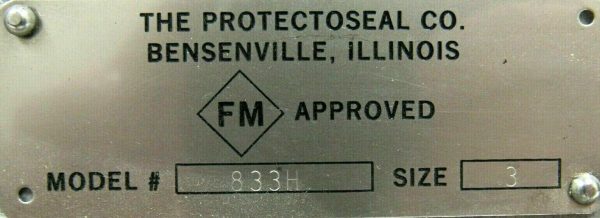 THE PROTECTOSEAL CO.
BENSENVILLE, ILLINOIS
FM APPROVED
MODEL # 833H SIZE 3